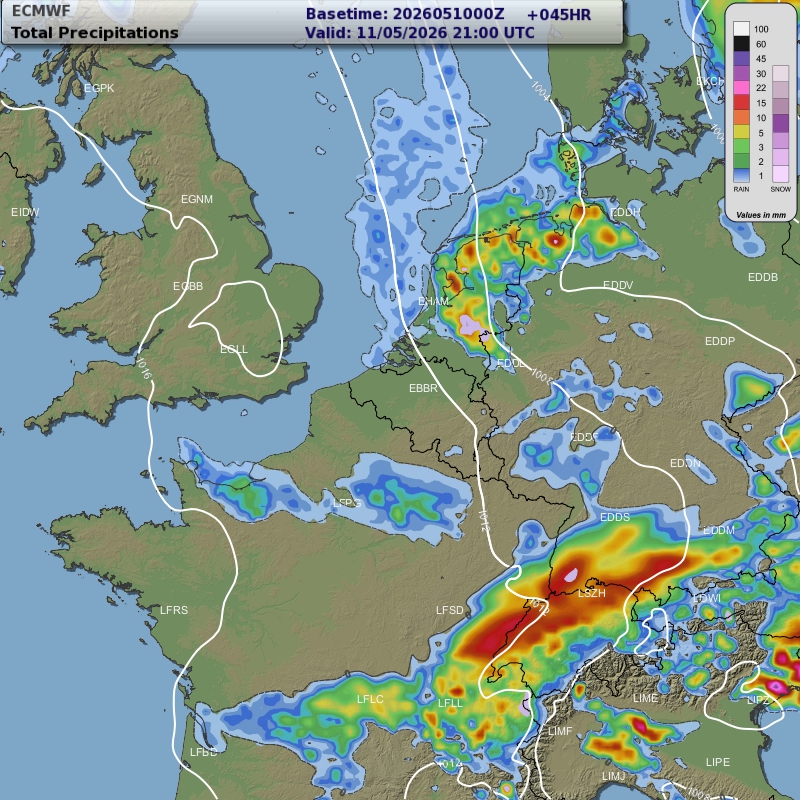 ECMWF
Basetime: 2026051000Z +045HR
Total Precipitations
Valid: 11/05/2026 21:00 UTC
100
60
45
30
22
15
10
5
3
2
1
RAIN
SNOW
Values in mm
EGPK
EKCH
1004
EGNM
EIDW
EDDH
EGBB
EDDV
EDDB
EHAM
EGLL
EDDP
1016
EDDL
EBBR
EDDF
EDDN
LFPG
EDDS
EDDM
1012
LSZH
LOWI
LFRS
LFSD
LFLC
LFLL
LIME
LIPZ
LIMF
LFBD
1012
LIPE
LIMJ